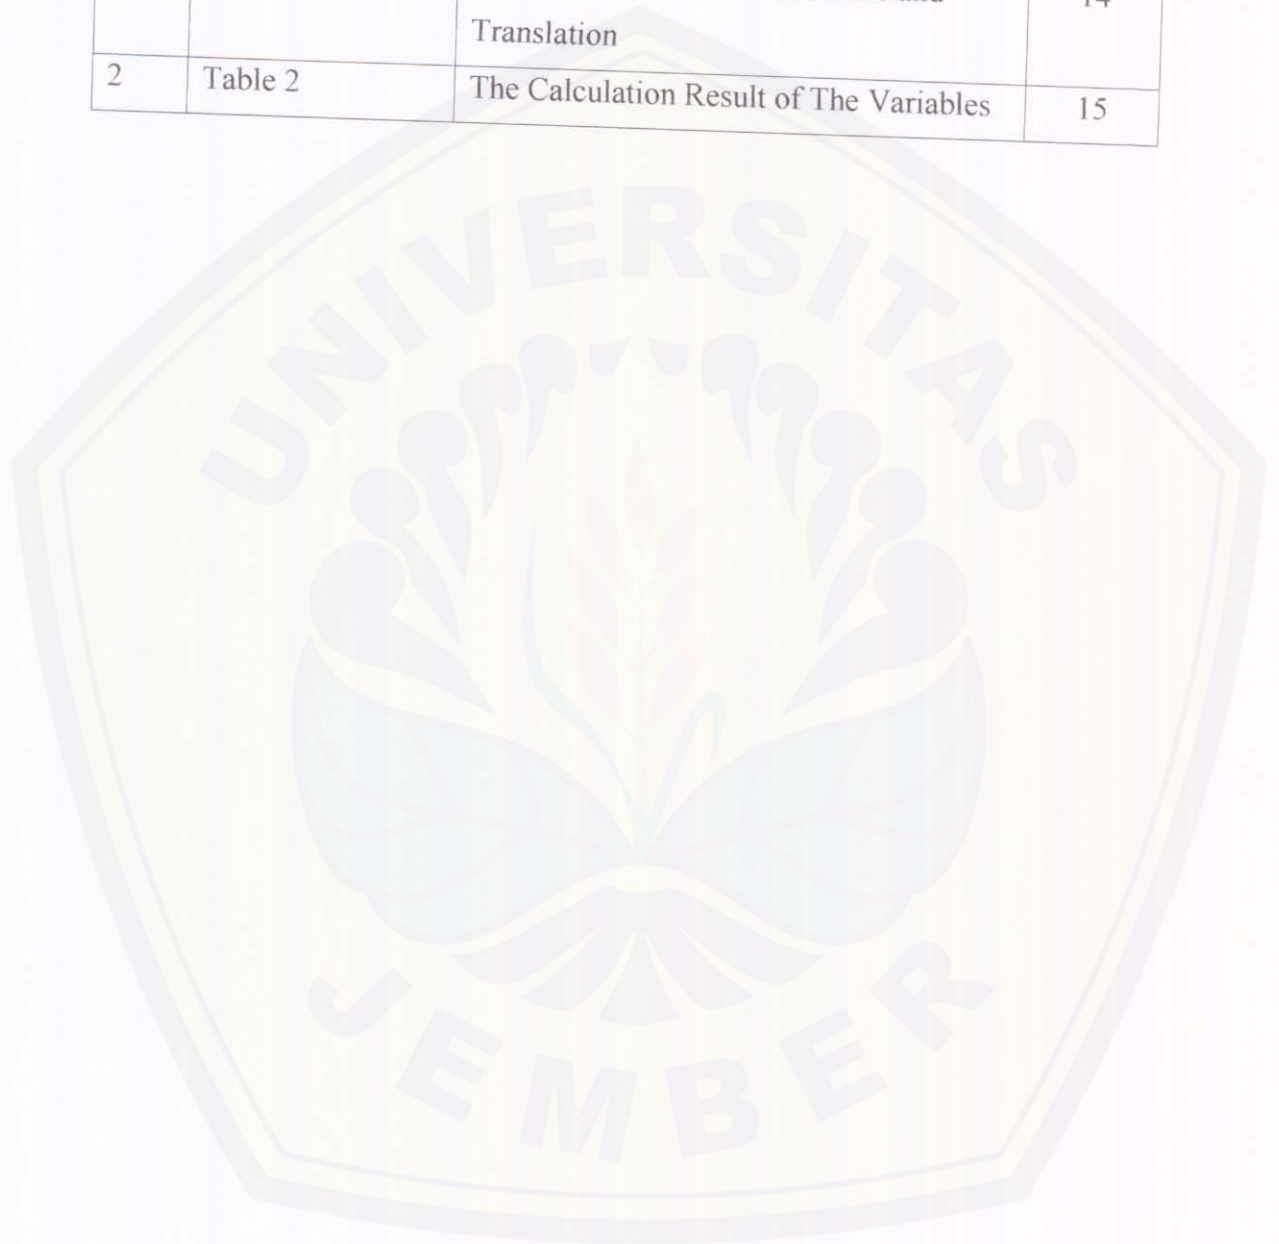 Translation
2 Table 2 The Calculation Result of The Variables 15
UNIVERSITAS
JEMBER